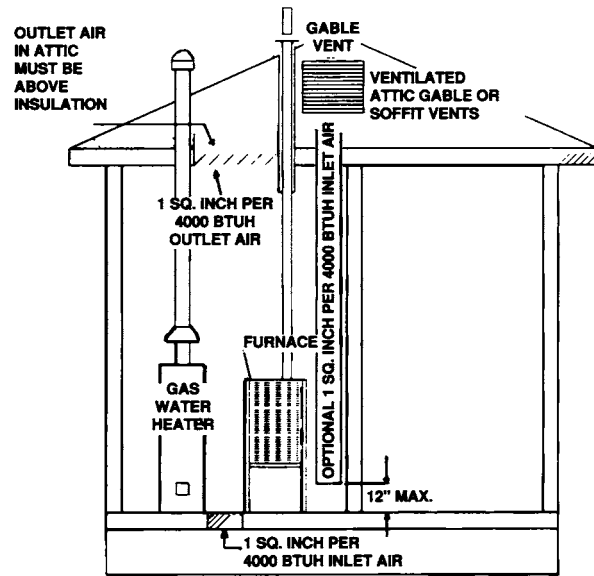 OUTLET AIR
IN ATTIC
MUST BE
ABOVE
INSULATION
GABLE
VENT
VENTILATED
ATTIC GABLE OR
SOFFIT VENTS
1 SQ. INCH PER
4000 BTUH
OUTLET AIR
OPTIONAL 1 SQ. INCH PER 4000 BTUH INLET AIR
FURNACE
GAS
WATER
HEATER
12" MAX.
1 SQ. INCH PER
4000 BTUH INLET AIR